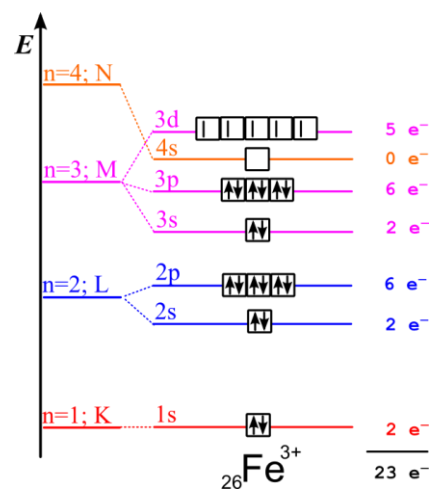 E
n=4; N
3d 5 e⁻
4s 0 e⁻
n=3; M
3p 6 e⁻
3s 2 e⁻
2p 6 e⁻
n=2; L
2s 2 e⁻
n=1; K 1s 2 e⁻
₂₆Fe³⁺ 23 e⁻